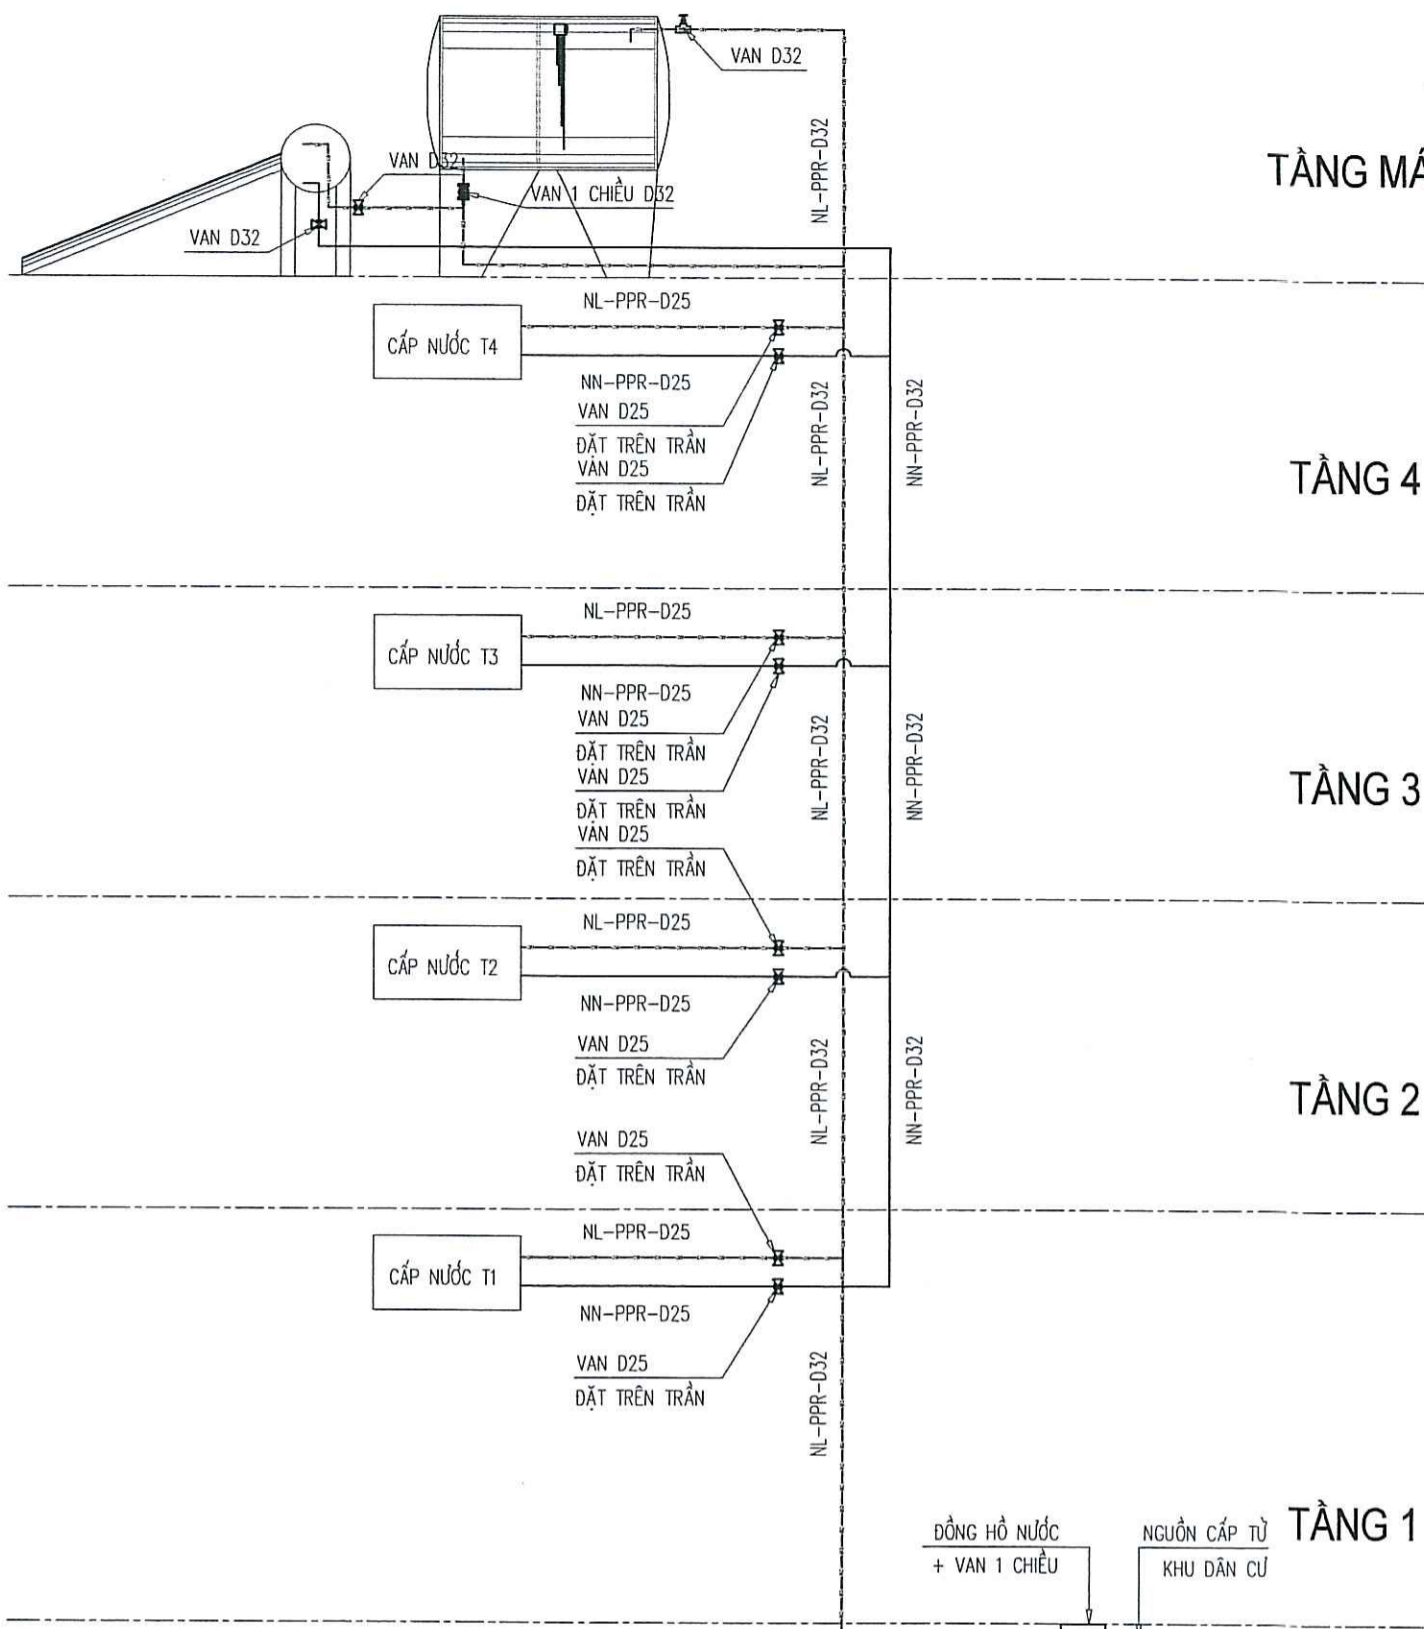 VAN D32
NL-PPR-D32
TẦNG MÁ
VAN D32
VAN 1 CHIỀU D32
VAN D32
NL-PPR-D25
CẤP NƯỚC T4
NN-PPR-D25
VAN D25
ĐẶT TRÊN TRẦN
VAN D25
ĐẶT TRÊN TRẦN
NL-PPR-D32
NN-PPR-D32
TẦNG 4
NL-PPR-D25
CẤP NƯỚC T3
NN-PPR-D25
VAN D25
ĐẶT TRÊN TRẦN
VAN D25
ĐẶT TRÊN TRẦN
VAN D25
ĐẶT TRÊN TRẦN
NL-PPR-D32
NN-PPR-D32
TẦNG 3
NL-PPR-D25
CẤP NƯỚC T2
NN-PPR-D25
VAN D25
ĐẶT TRÊN TRẦN
NL-PPR-D32
NN-PPR-D32
TẦNG 2
VAN D25
ĐẶT TRÊN TRẦN
NL-PPR-D25
CẤP NƯỚC T1
NN-PPR-D25
VAN D25
ĐẶT TRÊN TRẦN
NL-PPR-D32
ĐỒNG HỒ NƯỚC
+ VAN 1 CHIỀU
NGUỒN CẤP TỪ
KHU DÂN CƯ
TẦNG 1